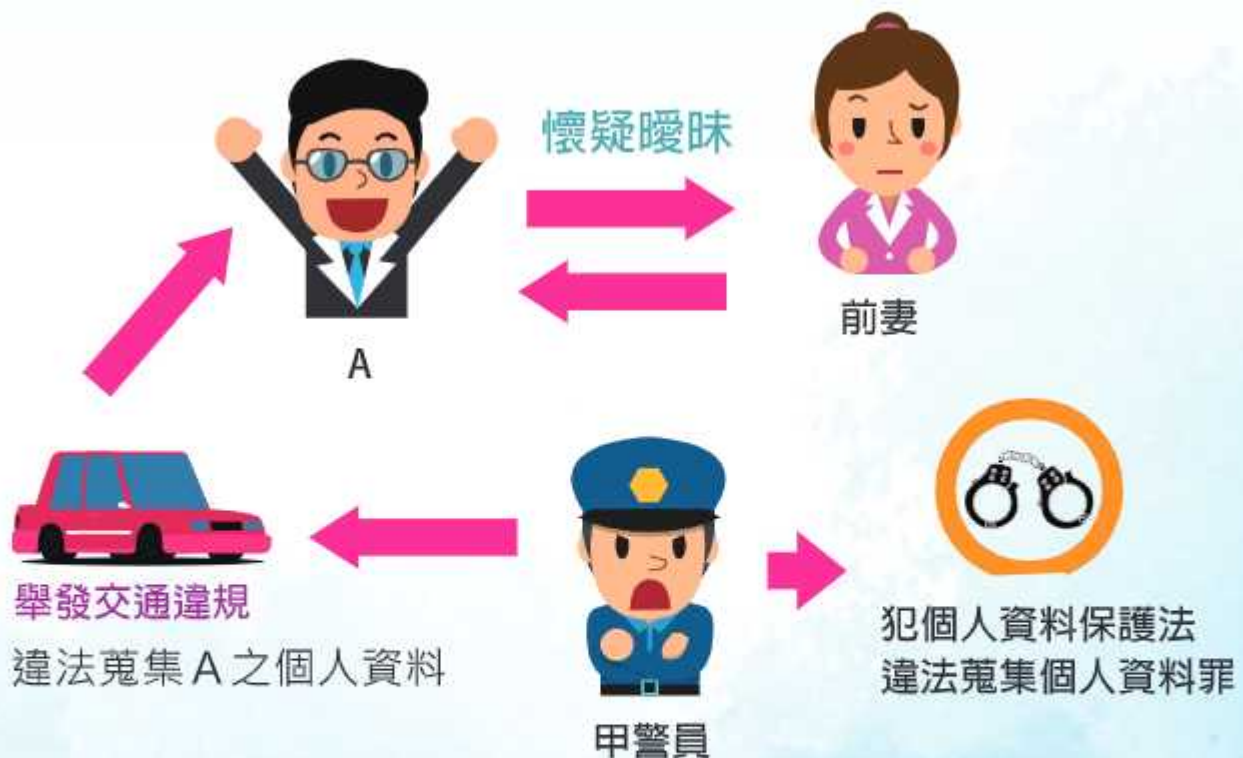 懷疑曖昧
A
前妻
舉發交通違規
違法蒐集A之個人資料
甲警員
犯個人資料保護法
違法蒐集個人資料罪